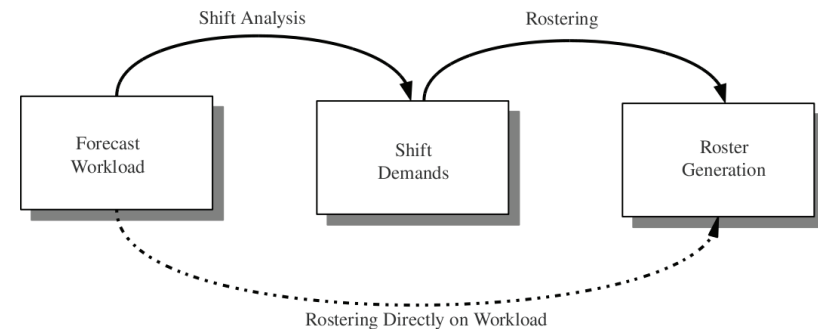 Shift Analysis
Rostering
Forecast
Workload
Shift
Demands
Roster
Generation
Rostering Directly on Workload